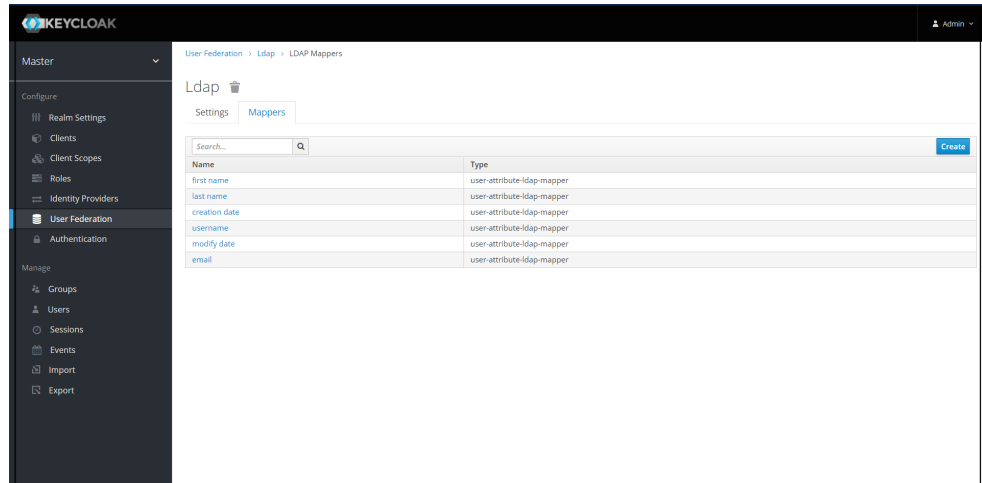 KEYCLOAK
Admin
Master
Configure
Realm Settings
Clients
Client Scopes
Roles
Identity Providers
User Federation
Authentication
Manage
Groups
Users
Sessions
Events
Import
Export
User Federation > Ldap > LDAP Mappers
Ldap
Settings Mappers
Search... Create
Name Type
first name user-attribute-ldap-mapper
last name user-attribute-ldap-mapper
creation date user-attribute-ldap-mapper
username user-attribute-ldap-mapper
modify date user-attribute-ldap-mapper
email user-attribute-ldap-mapper